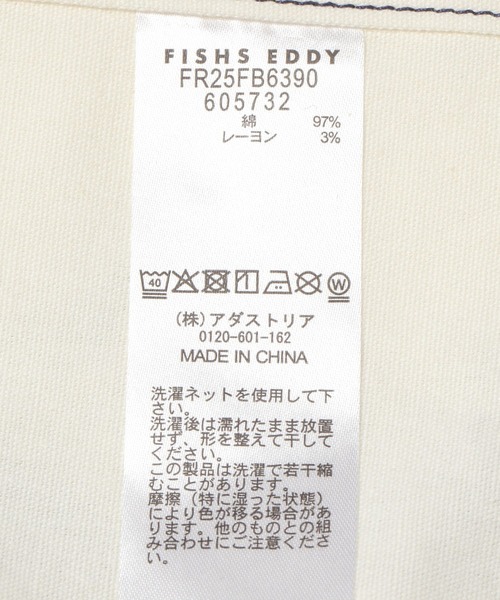 FISHS EDDY
FR25FB6390
605732
綿 97%
レーヨン 3%
40 W
(株)アダストリア
0120-601-162
MADE IN CHINA
洗濯ネットを使用して下
さい。
洗濯後は濡れたまま放置
せず、形を整えて干して
ください。
この製品は洗濯で若干縮
むことがあります。
摩擦（特に湿った状態）
により色が移る場合があ
ります。他のものとの組
み合わせにご注意くださ
い。